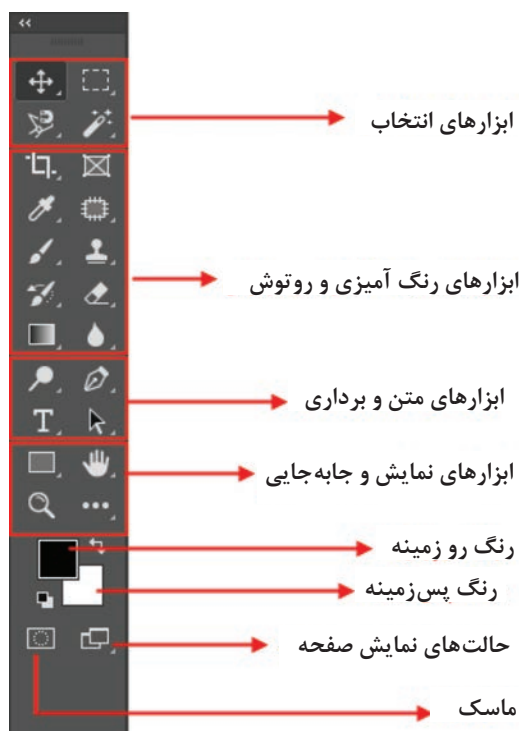 ابزارهای انتخاب
ابزارهای رنگ آمیزی و روتوش
ابزارهای متن و برداری
ابزارهای نمایش و جابه‌جایی
رنگ رو زمینه
رنگ پس‌زمینه
حالت‌های نمایش صفحه
ماسک